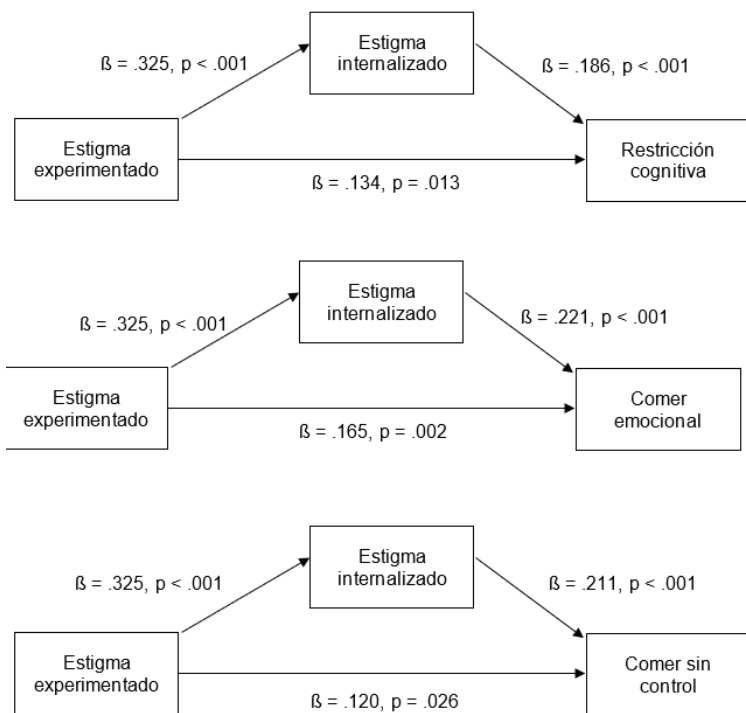 Estigma
internalizado
ß = .325, p < .001
ß = .186, p < .001
Estigma
experimentado
Restricción
cognitiva
ß = .134, p = .013
Estigma
internalizado
ß = .325, p < .001
ß = .221, p < .001
Estigma
experimentado
Comer
emocional
ß = .165, p = .002
Estigma
internalizado
ß = .325, p < .001
ß = .211, p < .001
Estigma
experimentado
Comer sin
control
ß = .120, p = .026